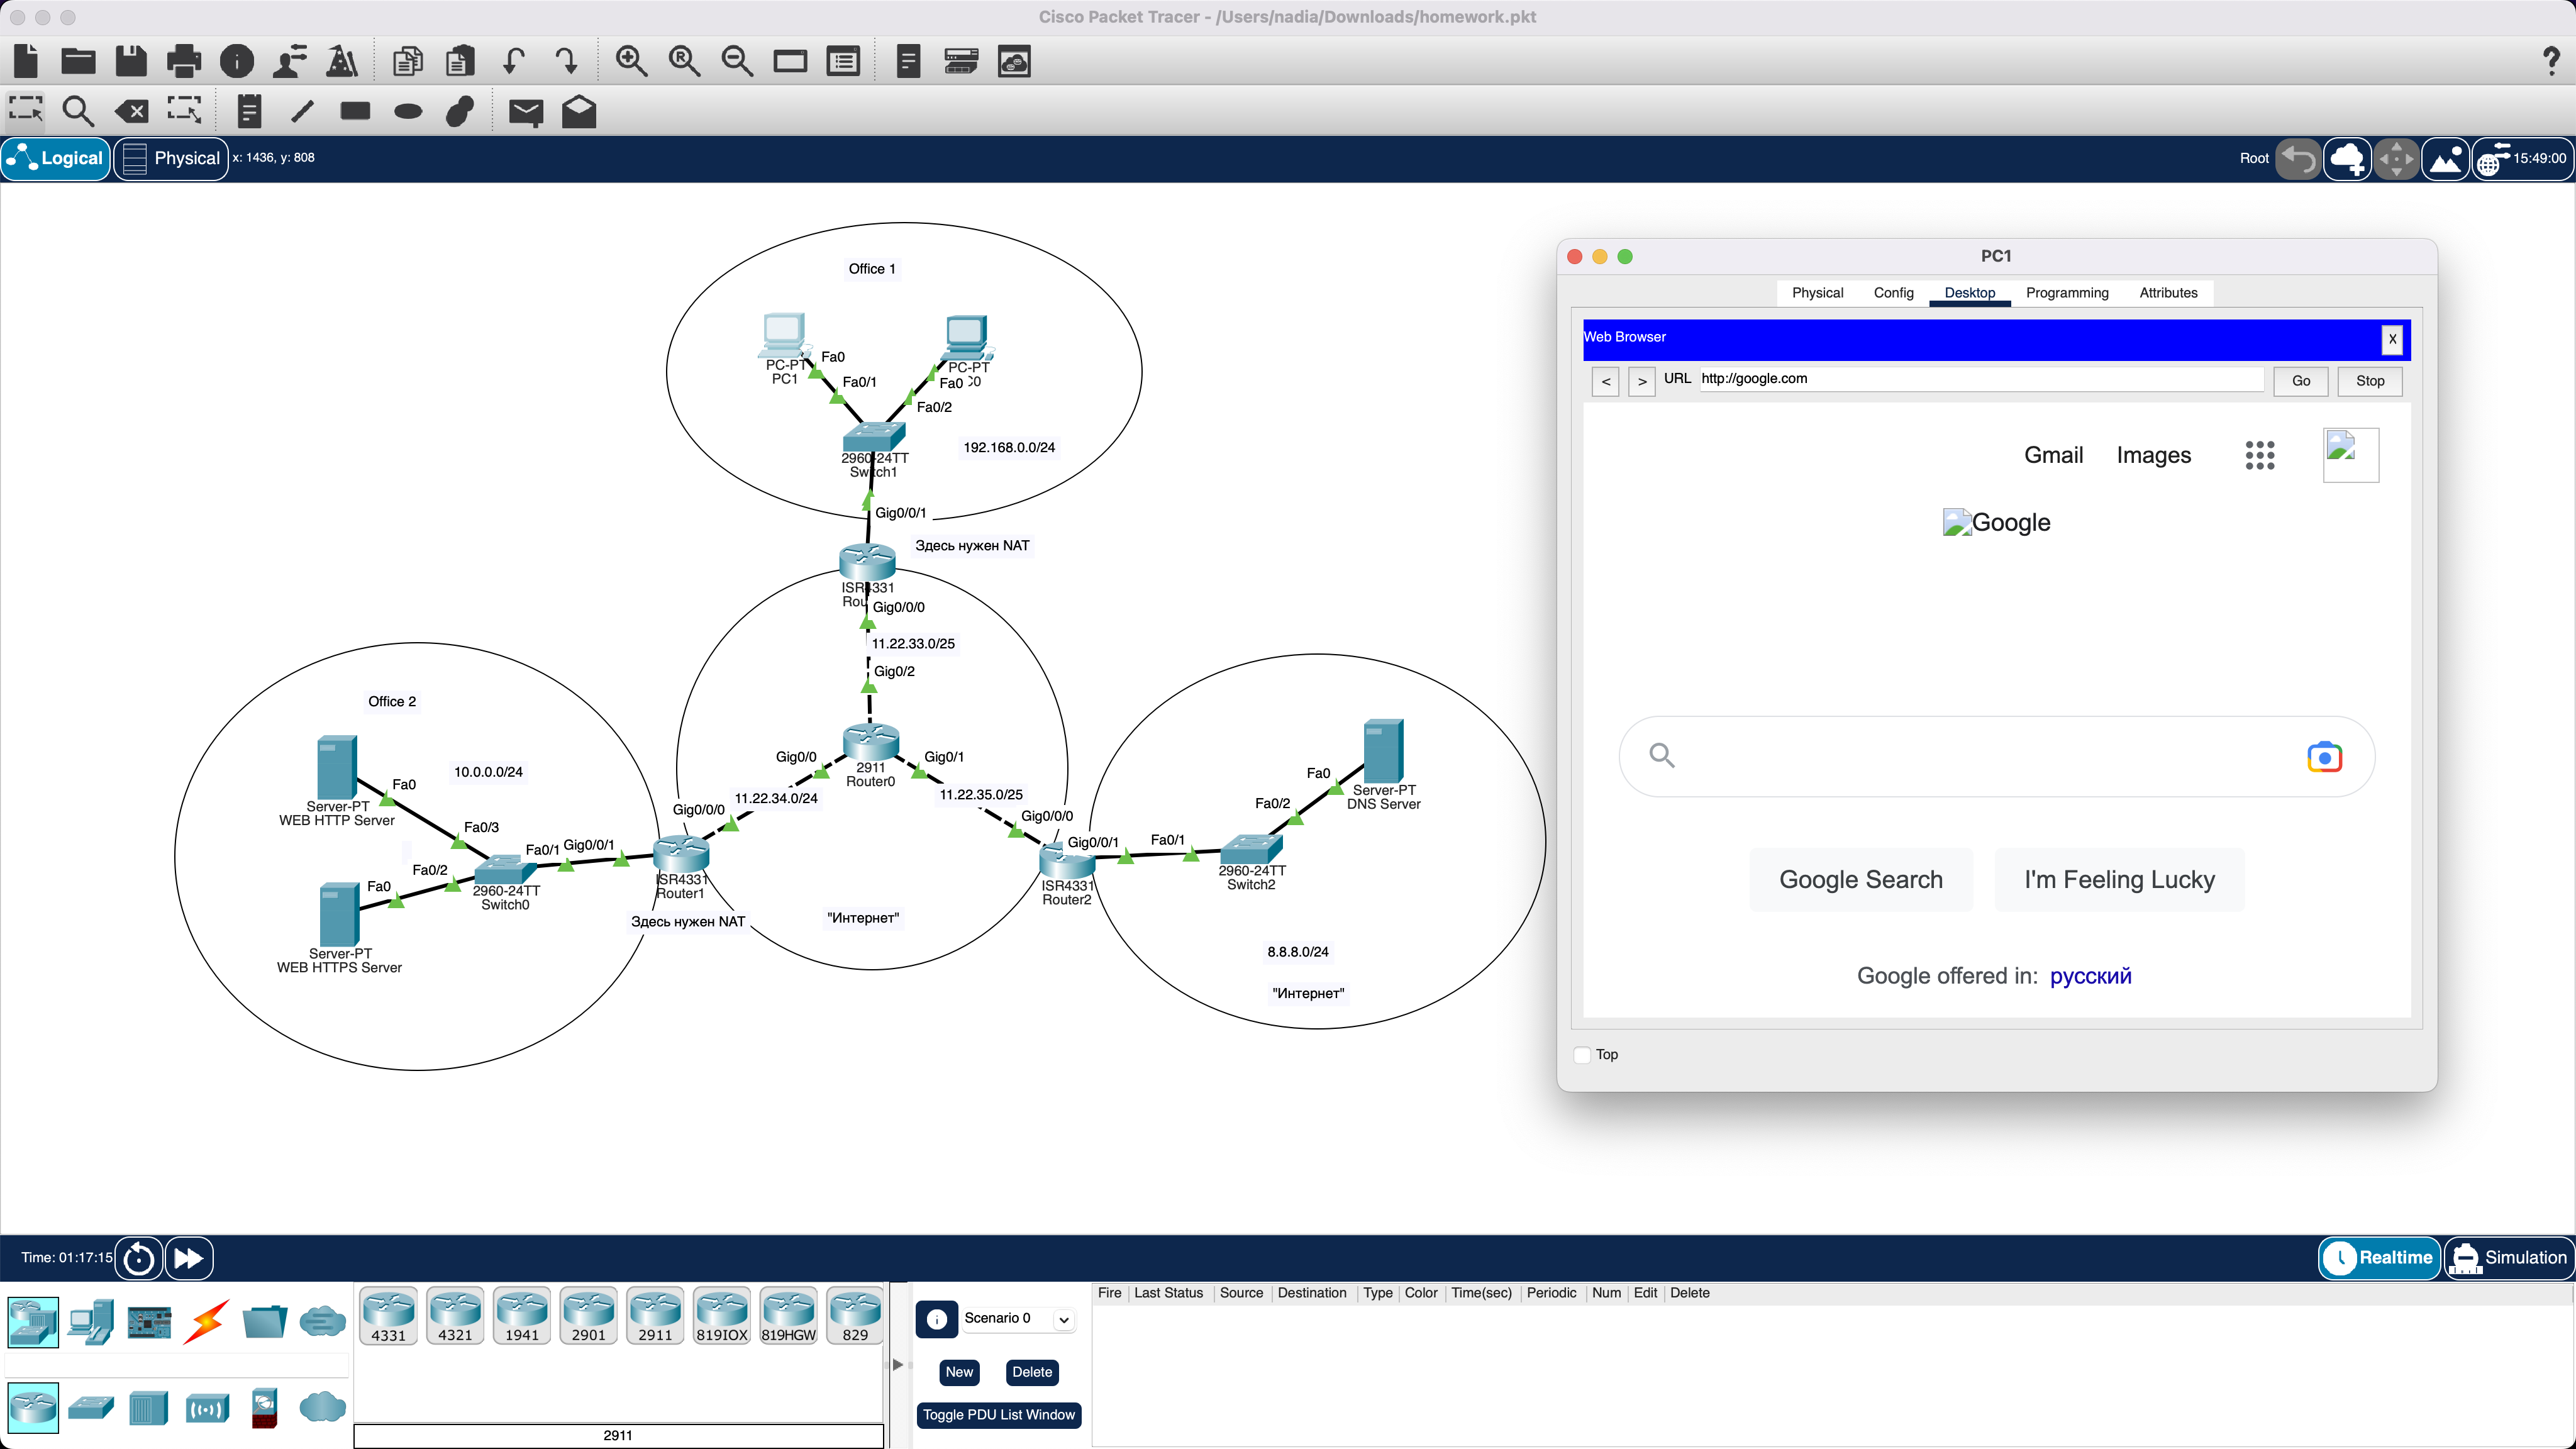 Cisco Packet Tracer - /Users/nadia/Downloads/homework.pkt
Logical
Physical
x: 1436, y: 808
Root
15:49:00
Office 1
PC-PT
PC1
Fa0
Fa0/1
PC-PT
Fa0
Fa0/2
2960-24TT
Switch1
192.168.0.0/24
Gig0/0/1
Здесь нужен NAT
ISR4331
Gig0/0/0
11.22.33.0/25
Gig0/2
Gig0/0
Gig0/1
2911
Router0
11.22.34.0/24
11.22.35.0/25
Gig0/0/0
Gig0/0/0
Office 2
10.0.0.0/24
Fa0
Server-PT
WEB HTTP Server
Fa0/3
Fa0/1
Gig0/0/1
Fa0/2
Fa0
2960-24TT
Switch0
Server-PT
WEB HTTPS Server
ISR4331
Router1
Здесь нужен NAT
"Интернет"
ISR4331
Router2
Gig0/0/1
Fa0/1
2960-24TT
Switch2
Fa0/2
Fa0
Server-PT
DNS Server
8.8.8.0/24
"Интернет"
PC1
Physical
Config
Desktop
Programming
Attributes
Web Browser
X
<
>
URL
http://google.com
Go
Stop
Gmail
Images
Google
Google Search
I'm Feeling Lucky
Google offered in: русский
Top
Time: 01:17:15
Realtime
Simulation
4331
4321
1941
2901
2911
819IOX
819HGW
829
2911
Scenario 0
New
Delete
Toggle PDU List Window
Fire
Last Status
Source
Destination
Type
Color
Time(sec)
Periodic
Num
Edit
Delete